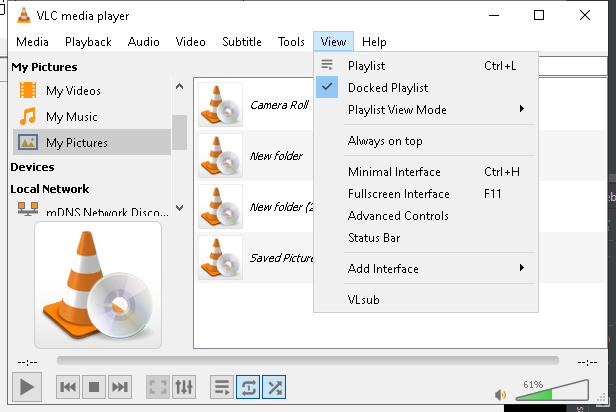 VLC media player
Media Playback Audio Video Subtitle Tools View Help
My Pictures
My Videos
My Music
My Pictures
Devices
Local Network
mDNS Network Disco...
Camera Roll
New folder
New folder (2
Saved Picture
Playlist Ctrl+L
Docked Playlist
Playlist View Mode
Always on top
Minimal Interface Ctrl+H
Fullscreen Interface F11
Advanced Controls
Status Bar
Add Interface
VLsub
--:-- --:--
61%